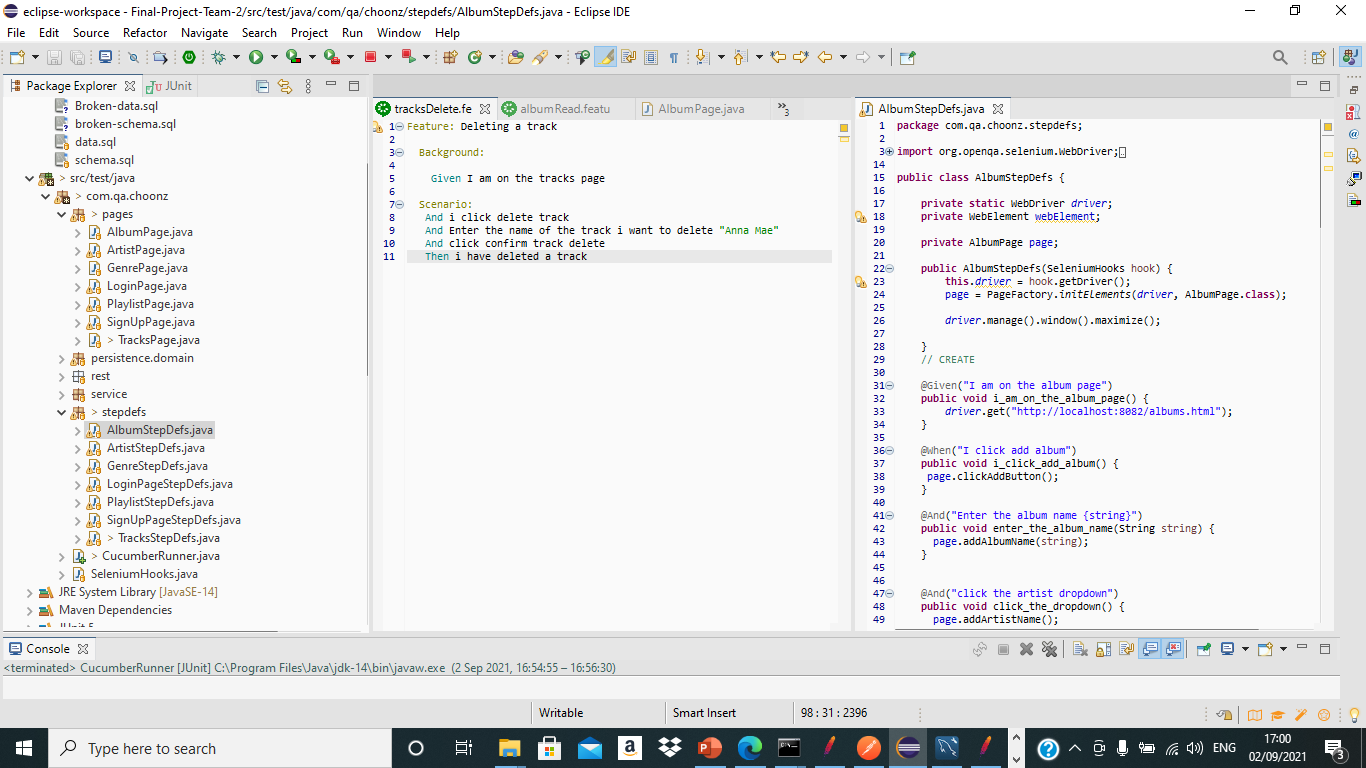 eclipse-workspace - Final-Project-Team-2/src/test/java/com/qa/choonz/stepdefs/AlbumStepDefs.java - Eclipse IDE
File Edit Source Refactor Navigate Search Project Run Window Help
Package Explorer
JUnit
Broken-data.sql
broken-schema.sql
data.sql
schema.sql
> src/test/java
> com.qa.choonz
> pages
AlbumPage.java
ArtistPage.java
GenrePage.java
LoginPage.java
PlaylistPage.java
SignUpPage.java
> TracksPage.java
persistence.domain
rest
service
> stepdefs
AlbumStepDefs.java
ArtistStepDefs.java
GenreStepDefs.java
LoginPageStepDefs.java
PlaylistStepDefs.java
SignUpPageStepDefs.java
> TracksStepDefs.java
> CucumberRunner.java
SeleniumHooks.java
JRE System Library [JavaSE-14]
Maven Dependencies
JUnit 5
tracksDelete.fe
albumRead.featu
AlbumPage.java
»3
1 Feature: Deleting a track
2
3 Background:
4
5 Given I am on the tracks page
6
7 Scenario:
8 And i click delete track
9 And Enter the name of the track i want to delete "Anna Mae"
10 And click confirm track delete
11 Then i have deleted a track
AlbumStepDefs.java
1 package com.qa.choonz.stepdefs;
2
3 import org.openqa.selenium.WebDriver;
14
15 public class AlbumStepDefs {
16
17 private static WebDriver driver;
18 private WebElement webElement;
19
20 private AlbumPage page;
21
22 public AlbumStepDefs(SeleniumHooks hook) {
23 this.driver = hook.getDriver();
24 page = PageFactory.initElements(driver, AlbumPage.class);
25
26 driver.manage().window().maximize();
27
28 }
29 // CREATE
30
31 @Given("I am on the album page")
32 public void i_am_on_the_album_page() {
33 driver.get("http://localhost:8082/albums.html");
34 }
35
36 @When("I click add album")
37 public void i_click_add_album() {
38 page.clickAddButton();
39 }
40
41 @And("Enter the album name {string}")
42 public void enter_the_album_name(String string) {
43 page.addAlbumName(string);
44 }
45
46
47 @And("click the artist dropdown")
48 public void click_the_dropdown() {
49 page.addArtistName();
Console
<terminated> CucumberRunner [JUnit] C:\Program Files\Java\jdk-14\bin\javaw.exe (2 Sep 2021, 16:54:55 – 16:56:30)
Writable
Smart Insert
98 : 31 : 2396
Type here to search
ENG
17:00
02/09/2021
3